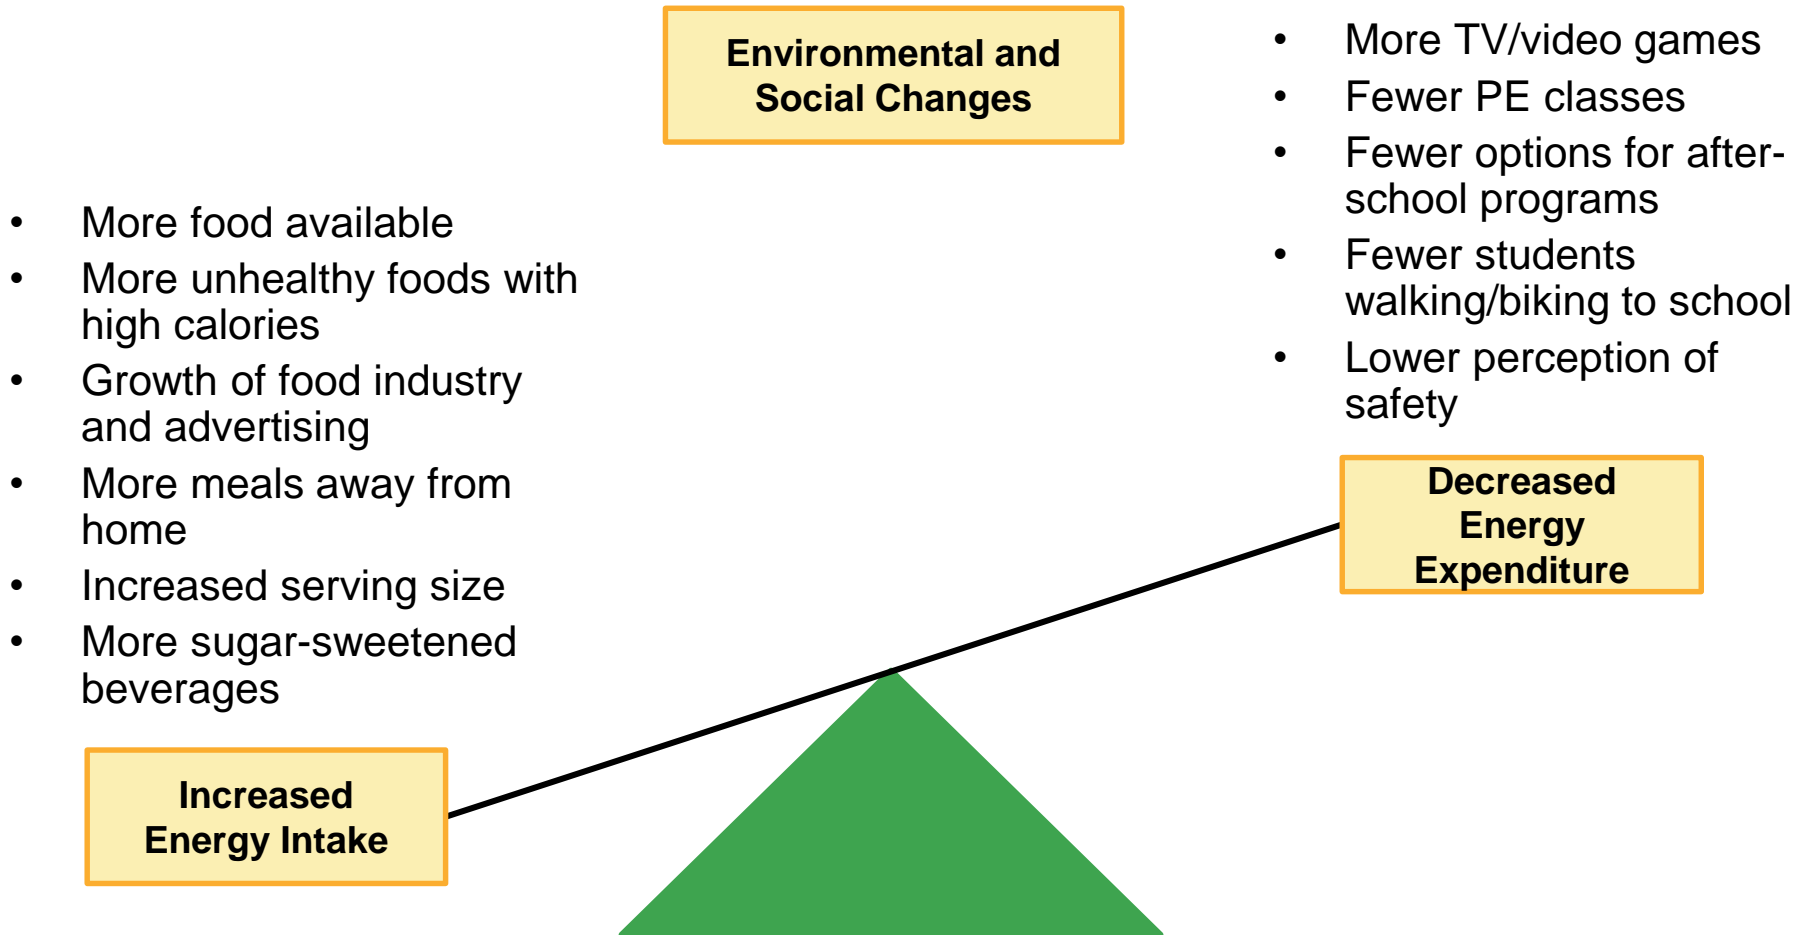 Environmental and
Social Changes
• More food available
• More unhealthy foods with
high calories
• Growth of food industry
and advertising
• More meals away from
home
• Increased serving size
• More sugar-sweetened
beverages
Increased
Energy Intake
• More TV/video games
• Fewer PE classes
• Fewer options for after-
school programs
• Fewer students
walking/biking to school
• Lower perception of
safety
Decreased
Energy
Expenditure